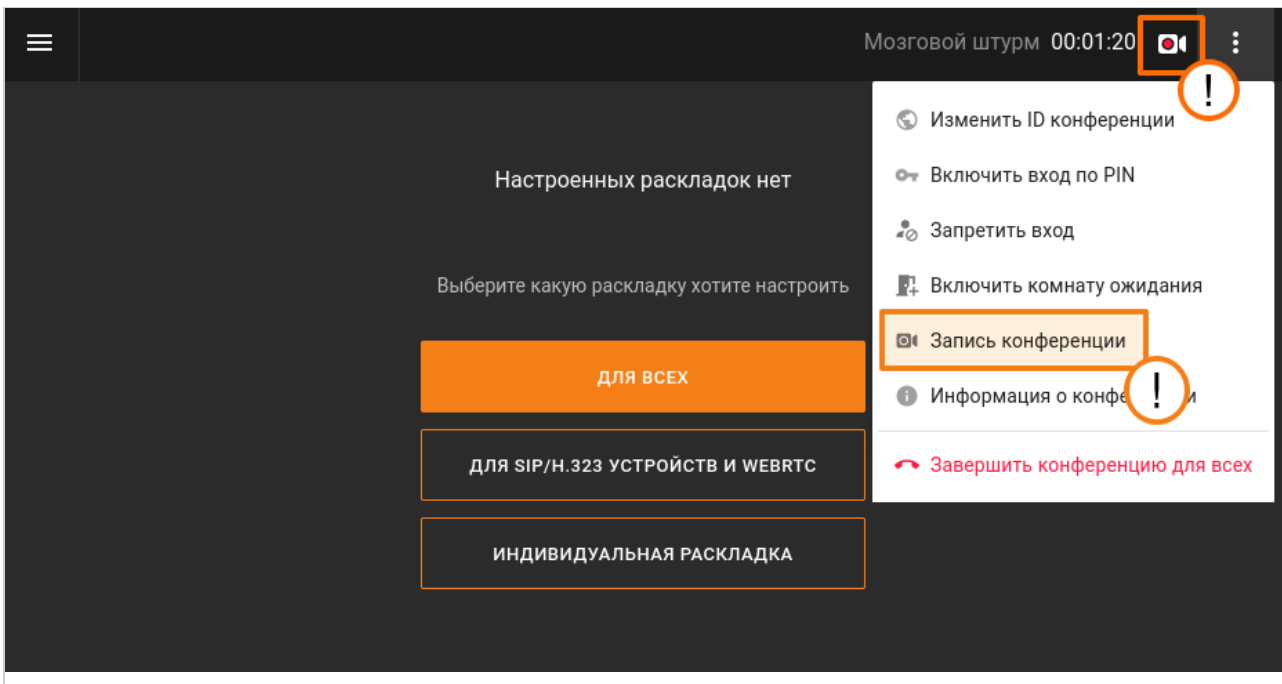 Мозговой штурм 00:01:20
!
Изменить ID конференции
Включить вход по PIN
Запретить вход
Включить комнату ожидания
Запись конференции
!
Информация о конфе и
Завершить конференцию для всех
Настроенных раскладок нет
Выберите какую раскладку хотите настроить
ДЛЯ ВСЕХ
ДЛЯ SIP/H.323 УСТРОЙСТВ И WEBRTC
ИНДИВИДУАЛЬНАЯ РАСКЛАДКА